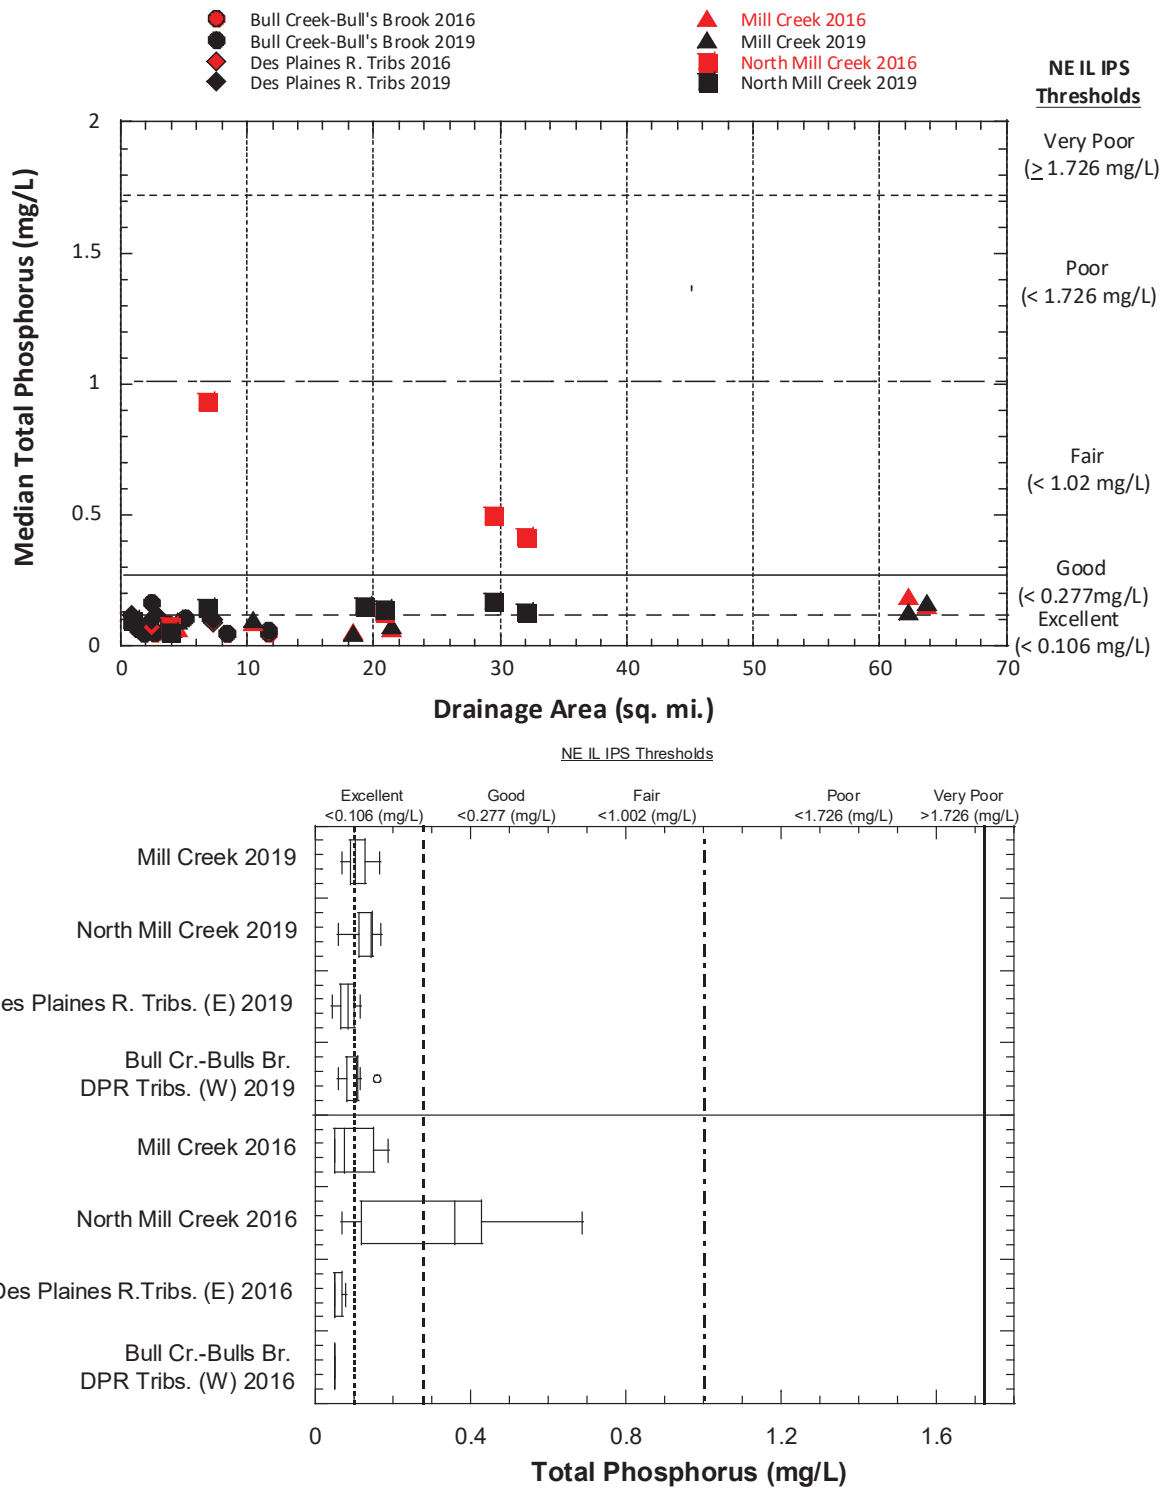 Bull Creek-Bull's Brook 2016
Bull Creek-Bull's Brook 2019
Des Plaines R. Tribs 2016
Des Plaines R. Tribs 2019
Mill Creek 2016
Mill Creek 2019
North Mill Creek 2016
North Mill Creek 2019
NE IL IPS
Thresholds
Very Poor
(≥ 1.726 mg/L)
Poor
(< 1.726 mg/L)
Fair
(< 1.02 mg/L)
Good
(< 0.277mg/L)
Excellent
(< 0.106 mg/L)
Median Total Phosphorus (mg/L)
2
1.5
1
0.5
0
0 10 20 30 40 50 60 70
Drainage Area (sq. mi.)
NE IL IPS Thresholds
Excellent Good Fair Poor Very Poor
<0.106 (mg/L) <0.277 (mg/L) <1.002 (mg/L) <1.726 (mg/L) >1.726 (mg/L)
Mill Creek 2019
North Mill Creek 2019
es Plaines R. Tribs. (E) 2019
Bull Cr.-Bulls Br.
DPR Tribs. (W) 2019
Mill Creek 2016
North Mill Creek 2016
Des Plaines R.Tribs. (E) 2016
Bull Cr.-Bulls Br.
DPR Tribs. (W) 2016
0 0.4 0.8 1.2 1.6
Total Phosphorus (mg/L)